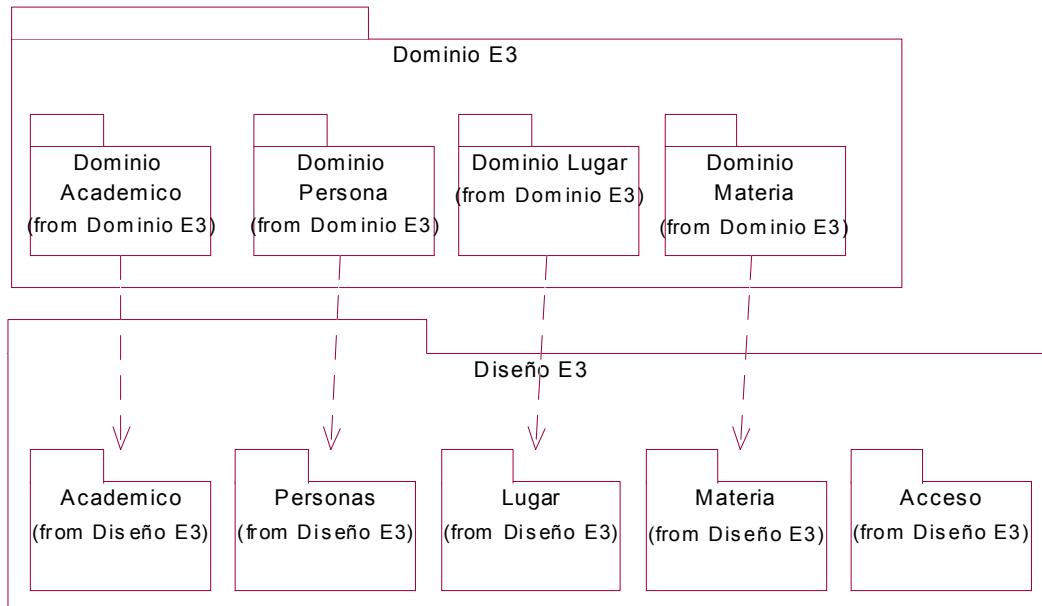 Dominio E3
Dominio
Academico
(from Dominio E3)
Dominio
Persona
(from Dominio E3)
Dominio Lugar
(from Dominio E3)
Dominio
Materia
(from Dominio E3)
Diseño E3
Academico
(from Diseño E3)
Personas
(from Diseño E3)
Lugar
(from Diseño E3)
Materia
(from Diseño E3)
Acceso
(from Diseño E3)